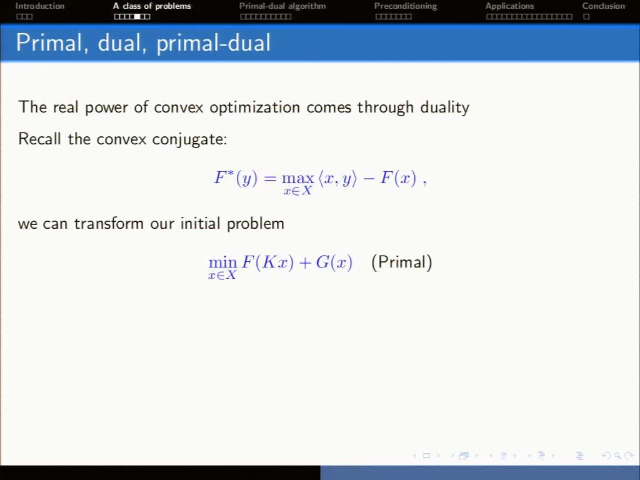 Introduction A class of problems Primal-dual algorithm Preconditioning Applications Conclusion
Primal, dual, primal-dual
The real power of convex optimization comes through duality
Recall the convex conjugate:
F*(y) = max_{x∈X} ⟨x, y⟩ − F(x) ,
we can transform our initial problem
min_{x∈X} F(Kx) + G(x) (Primal)